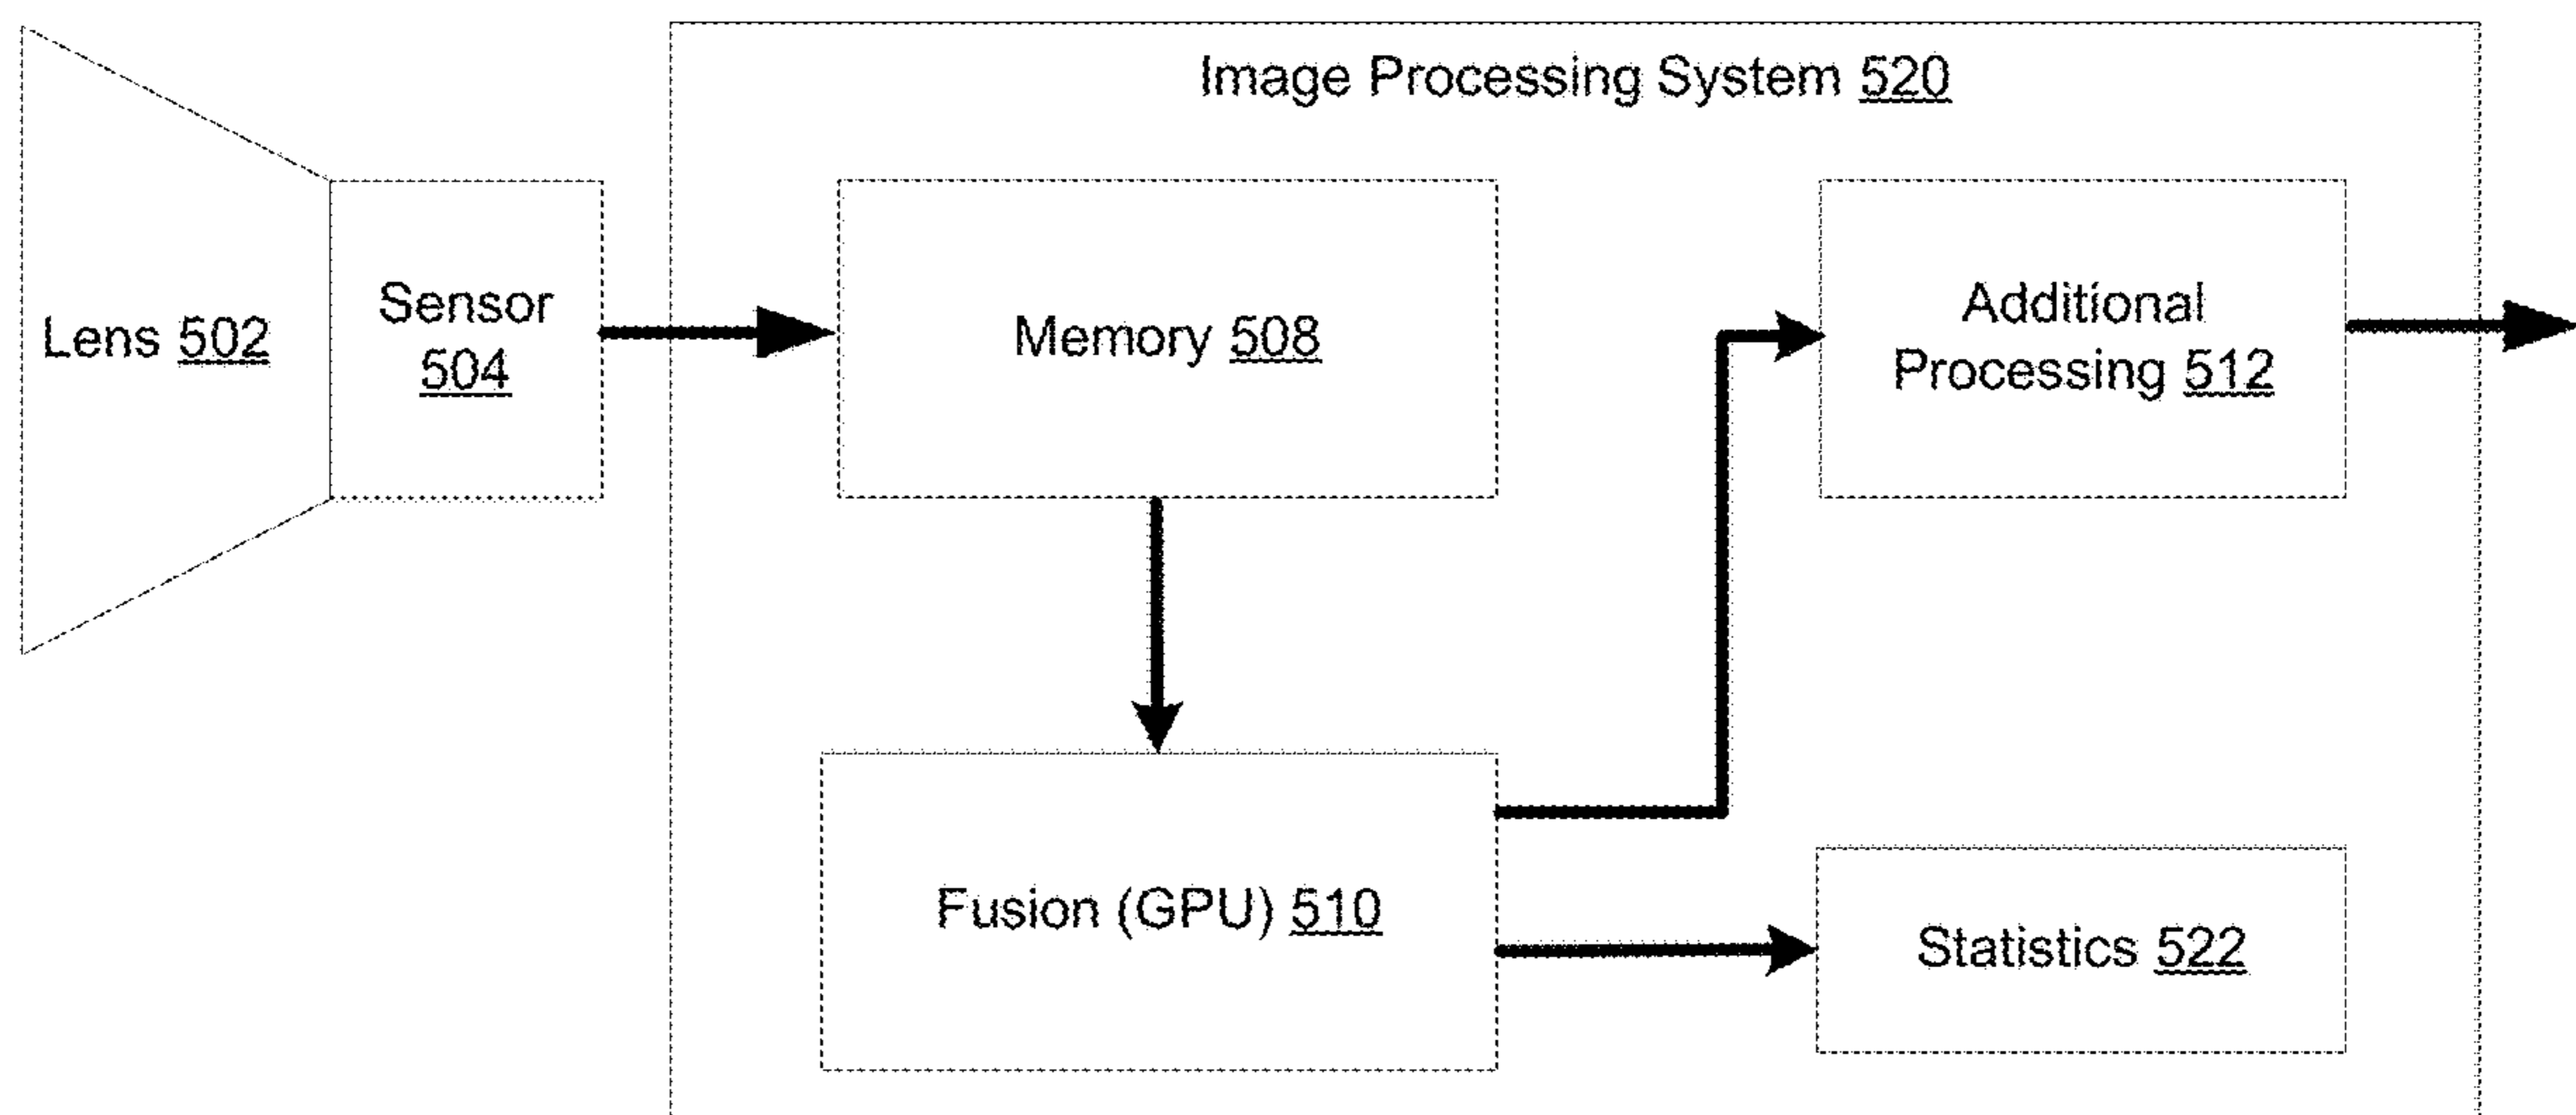 Image Processing System 520
Lens 502
Sensor
504
Memory 508
Additional
Processing 512
Fusion (GPU) 510
Statistics 522